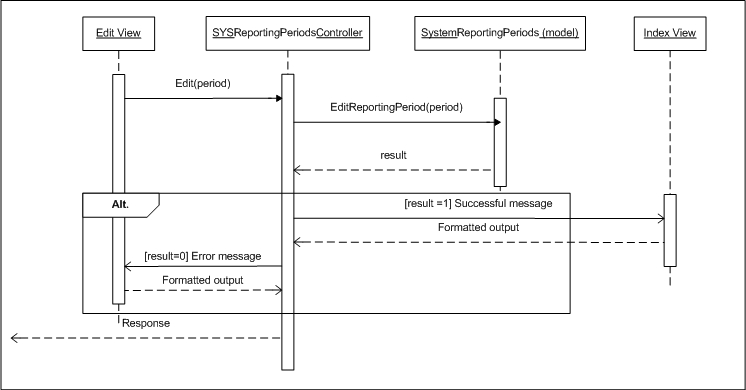 Edit View
SYSReportingPeriodsController
SystemReportingPeriods (model)
Index View
Edit(period)
EditReportingPeriod(period)
result
Alt.
[result =1] Successful message
Formatted output
[result=0] Error message
Formatted output
Response